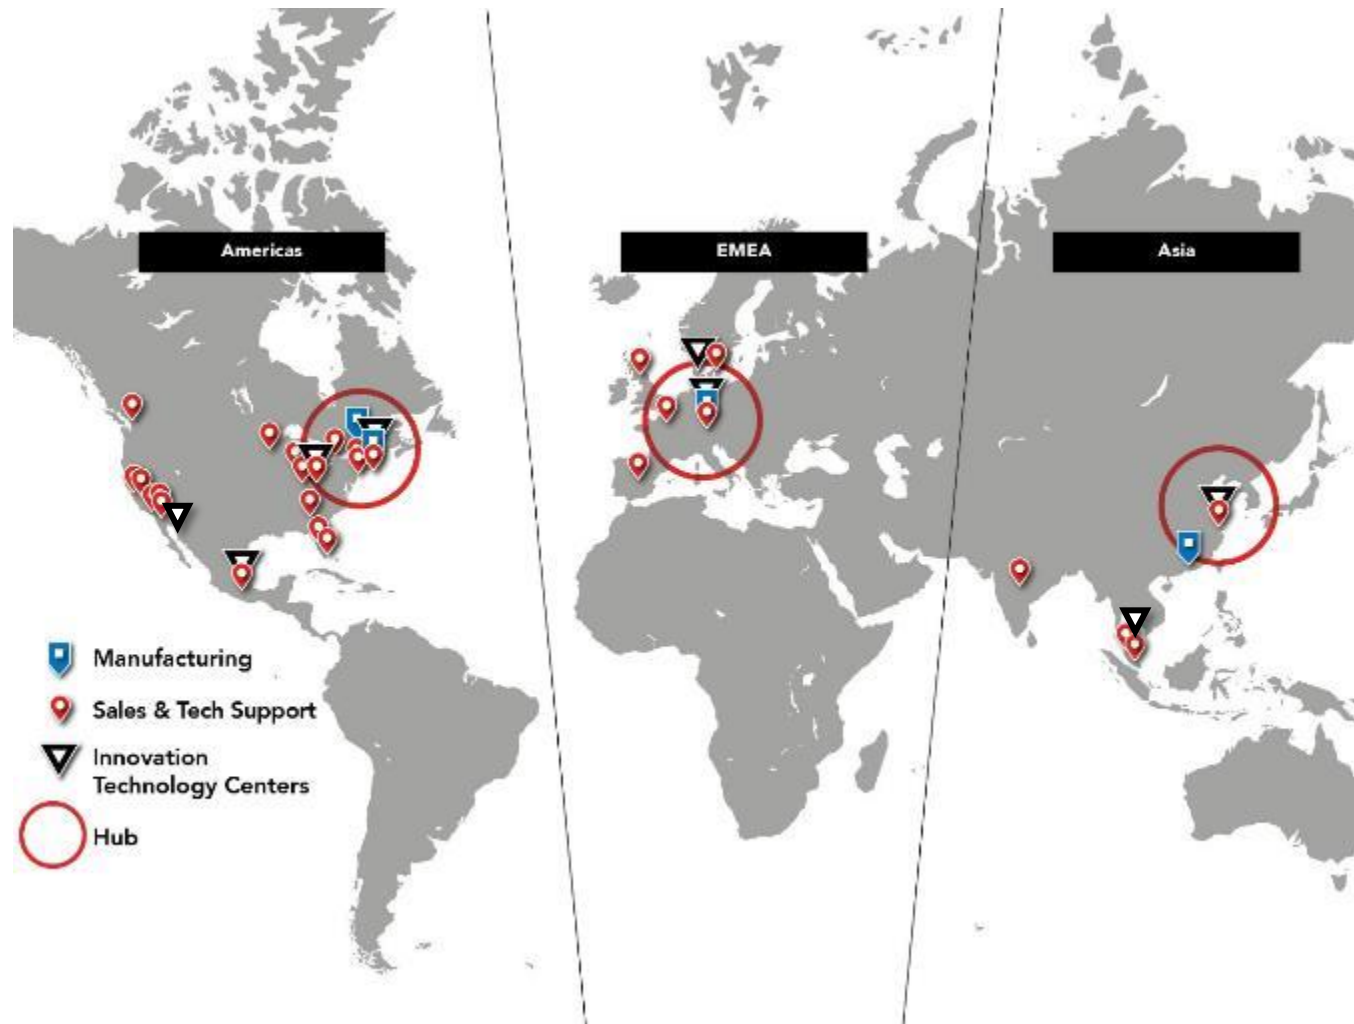 Americas
EMEA
Asia
Manufacturing
Sales & Tech Support
Innovation
Technology Centers
Hub